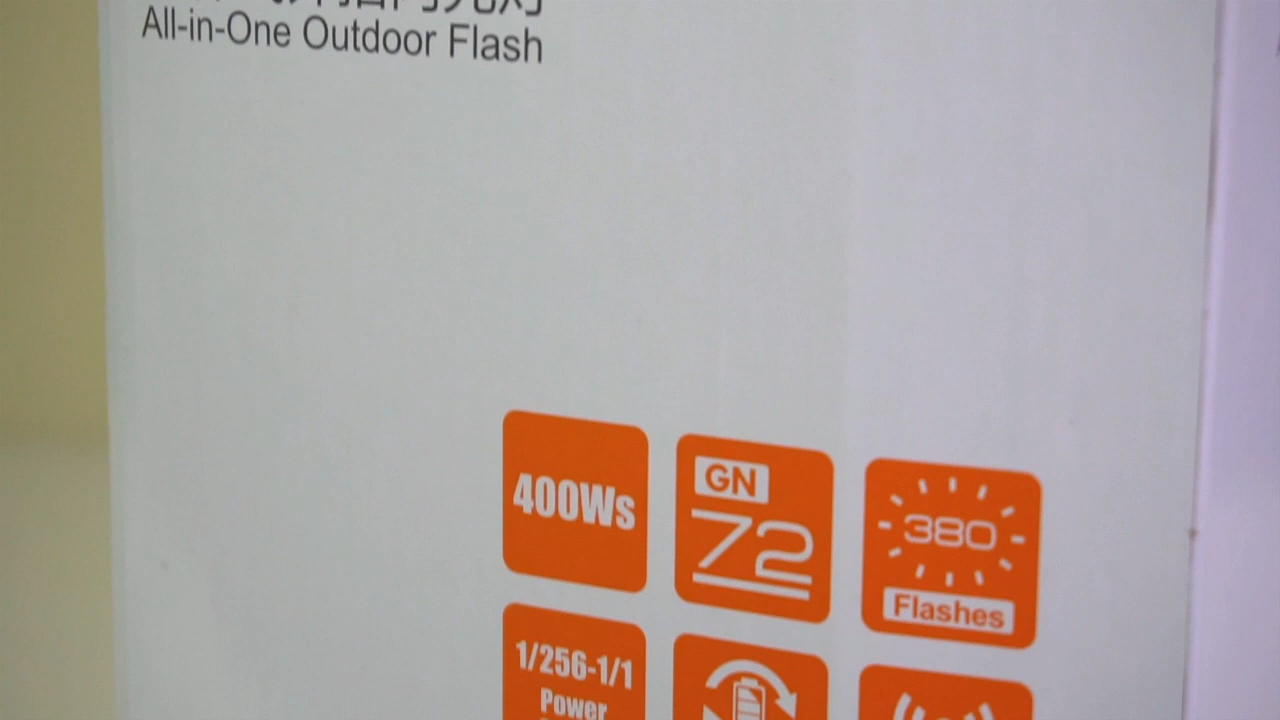 All-in-One Outdoor Flash
400Ws
GN
72
380
Flashes
1/256-1/1
Power